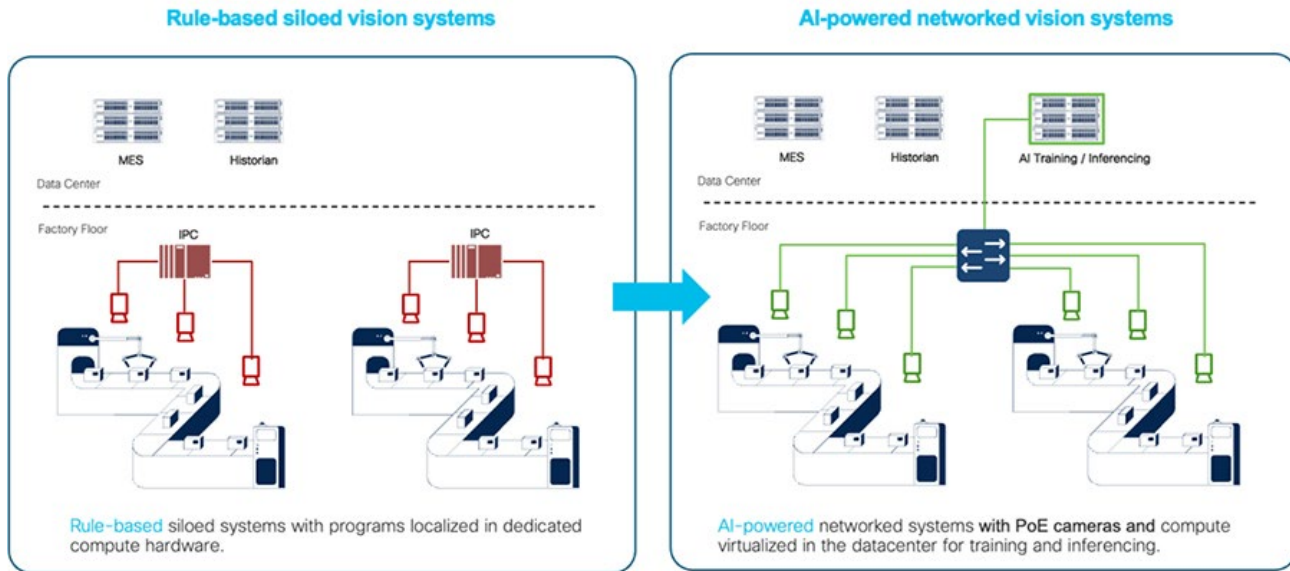 Rule-based siloed vision systems
MES
Historian
Data Center
Factory Floor
IPC
IPC
Rule-based siloed systems with programs localized in dedicated
compute hardware.
AI-powered networked vision systems
MES
Historian
AI Training / Inferencing
Data Center
Factory Floor
AI-powered networked systems with PoE cameras and compute
virtualized in the datacenter for training and inferencing.